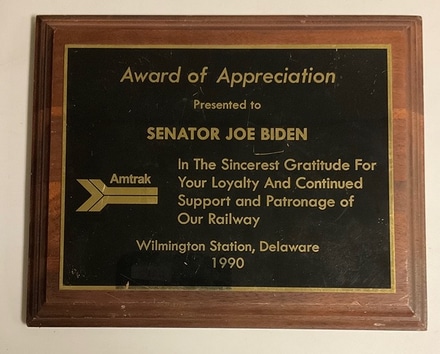 Award of Appreciation
Presented to
SENATOR JOE BIDEN
Amtrak
In The Sincerest Gratitude For
Your Loyalty And Continued
Support and Patronage of
Our Railway
Wilmington Station, Delaware
1990